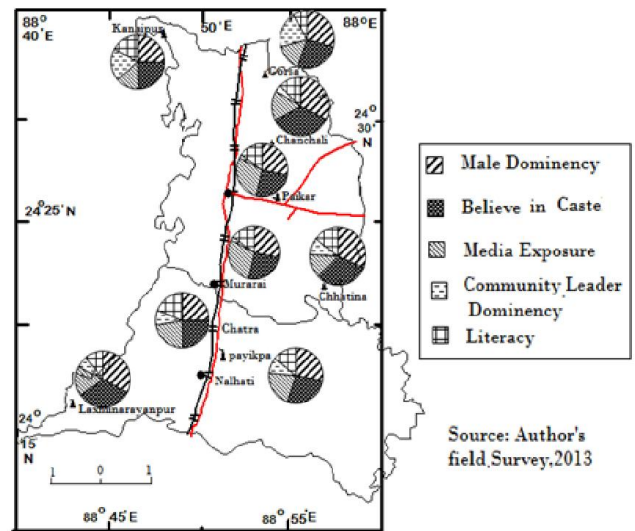 88° 40' E
50'
88° E
Kanaipur
Gorsa
24° 30' N
Chanchali
Paikar
24° 25' N
Murarai
Chhatina
Chatra
payikpa
Nalhati
Laxminarayanpur
24° 15 N
1 0 1
88° 45' E
88° 55' E
Male Dominency
Believe in Caste
Media Exposure
Community Leader
Dominency
Literacy
Source: Author's
field Survey,2013